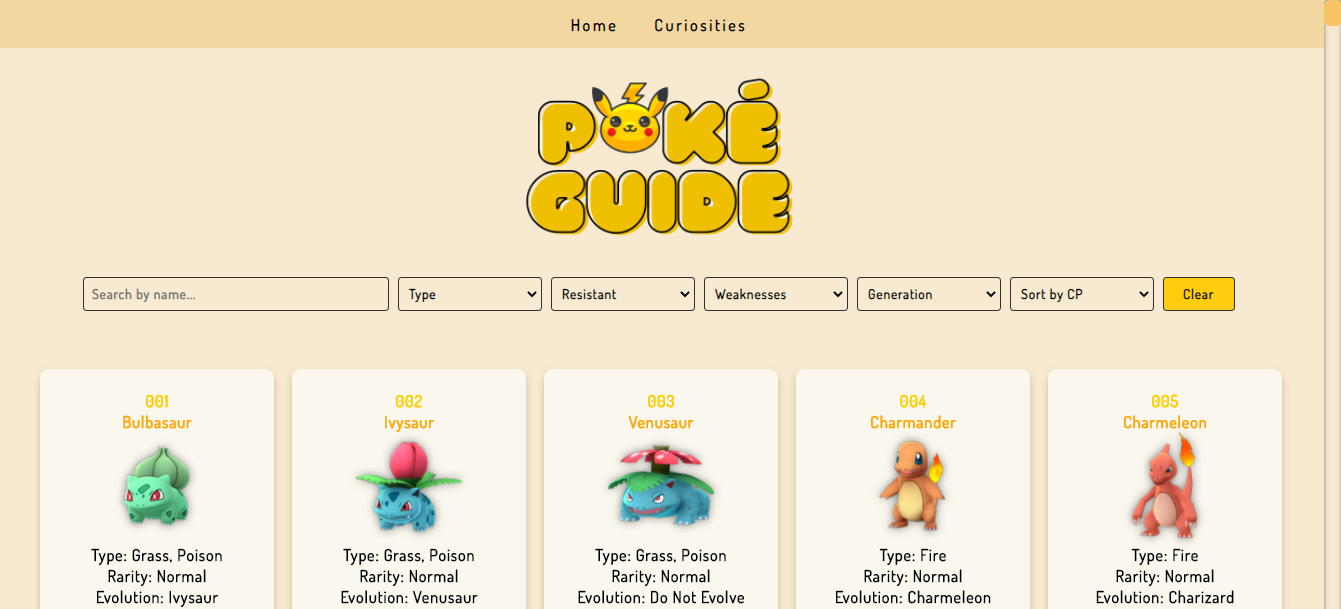 Home Curiosities
POKÉ
GUIDE
Search by name... Type Resistant Weaknesses Generation Sort by CP Clear
001
Bulbasaur
Type: Grass, Poison
Rarity: Normal
Evolution: Ivysaur
002
Ivysaur
Type: Grass, Poison
Rarity: Normal
Evolution: Venusaur
003
Venusaur
Type: Grass, Poison
Rarity: Normal
Evolution: Do Not Evolve
004
Charmander
Type: Fire
Rarity: Normal
Evolution: Charmeleon
005
Charmeleon
Type: Fire
Rarity: Normal
Evolution: Charizard